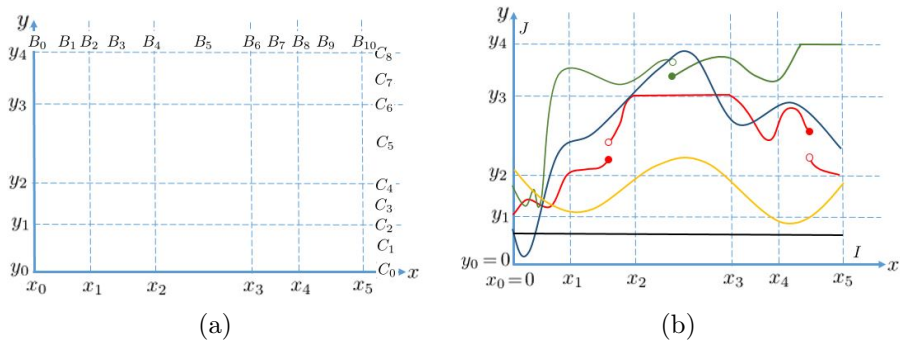 y
B₀ B₁ B₂ B₃ B₄ B₅ B₆ B₇ B₈ B₉ B₁₀
y₄
C₈
C₇
y₃
C₆
C₅
y₂
C₄
C₃
y₁
C₂
C₁
y₀
C₀
x
x₀ x₁ x₂ x₃ x₄ x₅
(a)
y
J
y₄
y₃
y₂
y₁
y₀ = 0
I
x
x₀ = 0 x₁ x₂ x₃ x₄ x₅
(b)